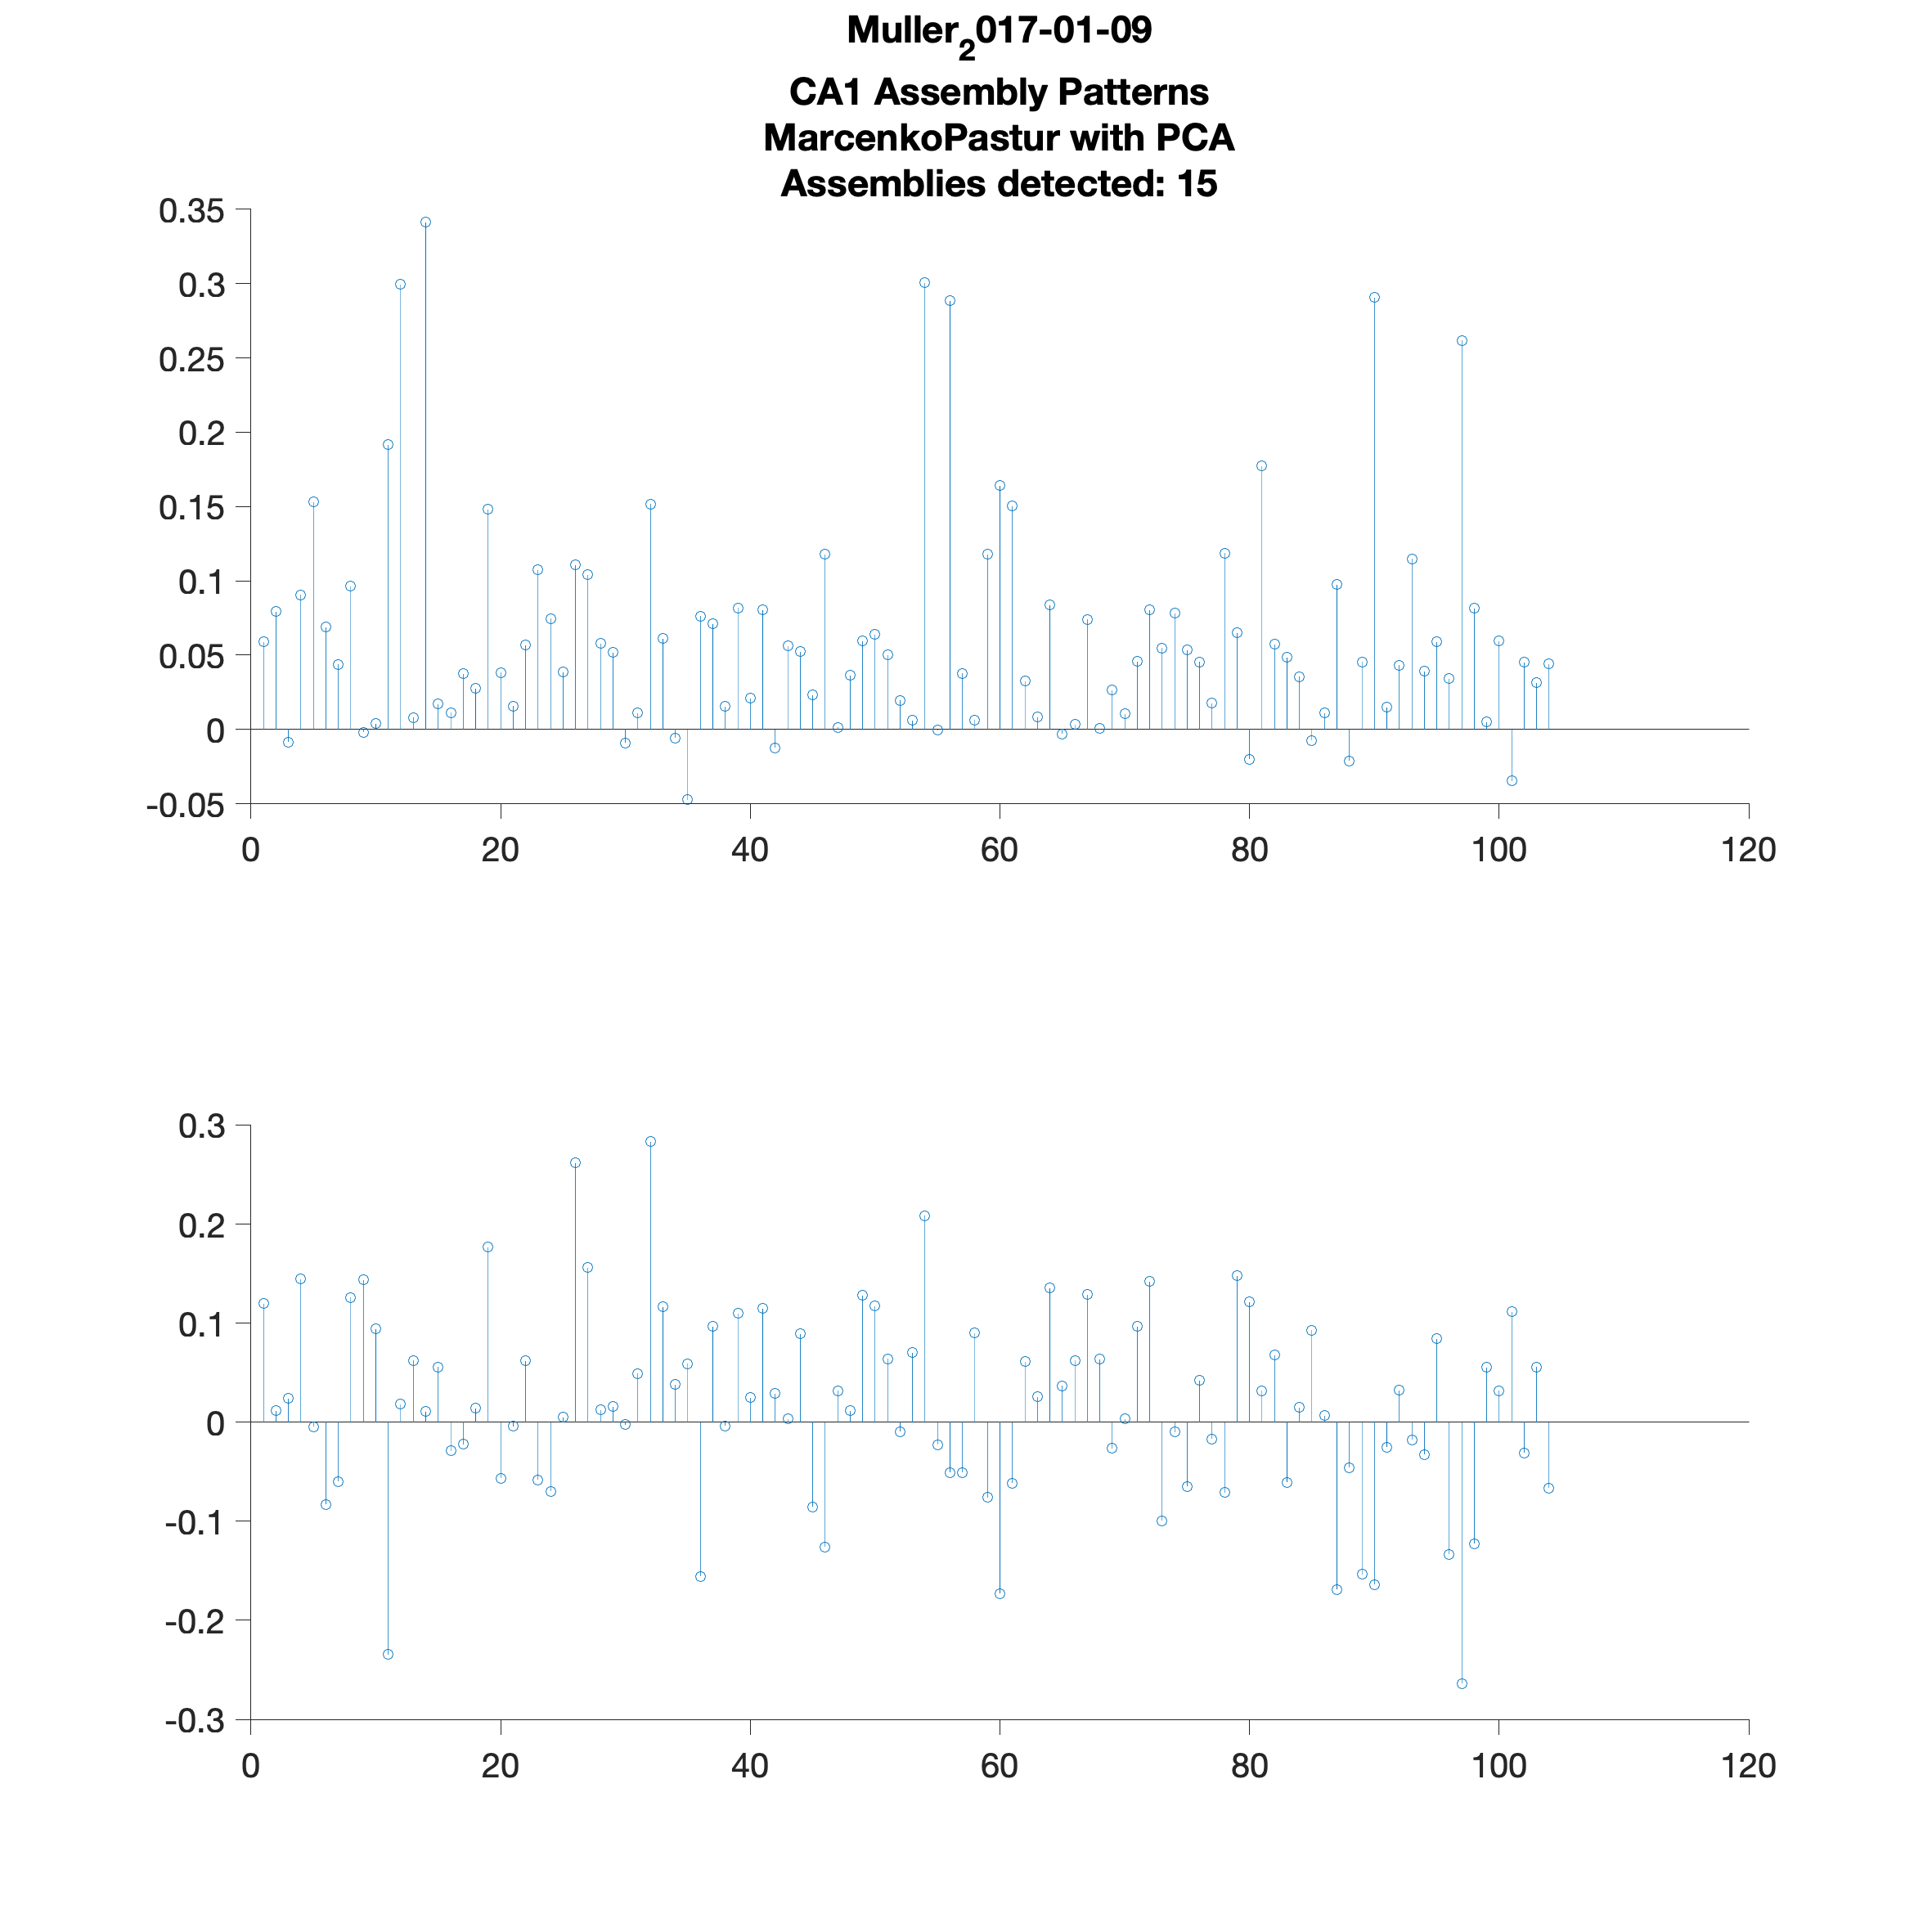 Muller2017-01-09
CA1 Assembly Patterns
MarcenkoPastur with PCA
Assemblies detected: 15
0.35
0.3
0.25
0.2
0.15
0.1
0.05
0
-0.05
0 20 40 60 80 100 120
0.3
0.2
0.1
0
-0.1
-0.2
-0.3
0 20 40 60 80 100 120